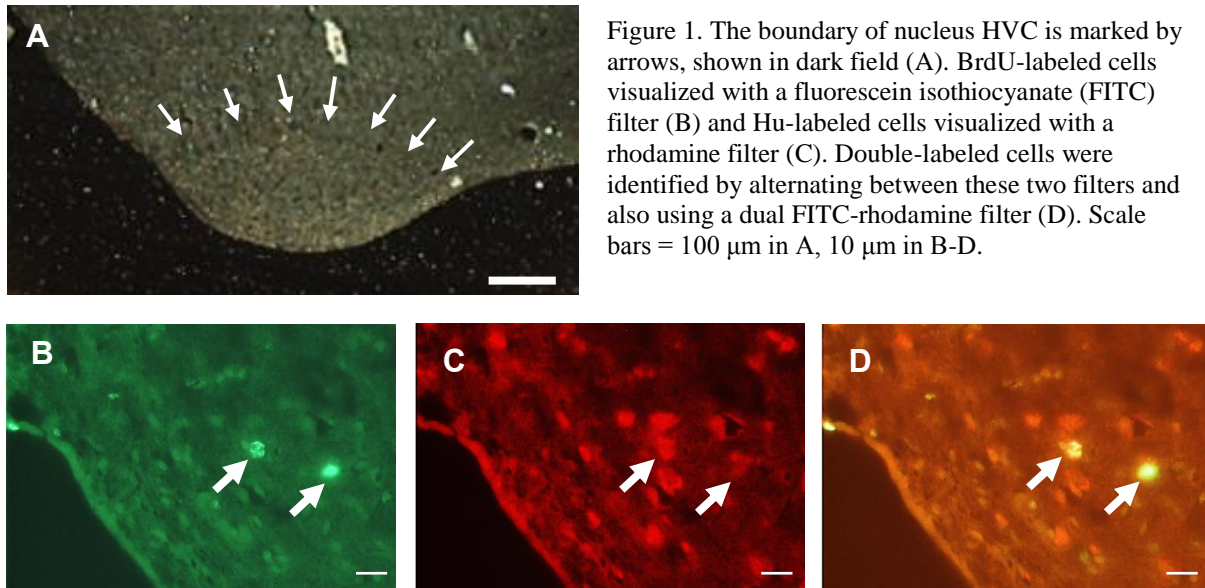 A
Figure 1. The boundary of nucleus HVC is marked by
arrows, shown in dark field (A). BrdU-labeled cells
visualized with a fluorescein isothiocyanate (FITC)
filter (B) and Hu-labeled cells visualized with a
rhodamine filter (C). Double-labeled cells were
identified by alternating between these two filters and
also using a dual FITC-rhodamine filter (D). Scale
bars = 100 μm in A, 10 μm in B-D.
B
C
D